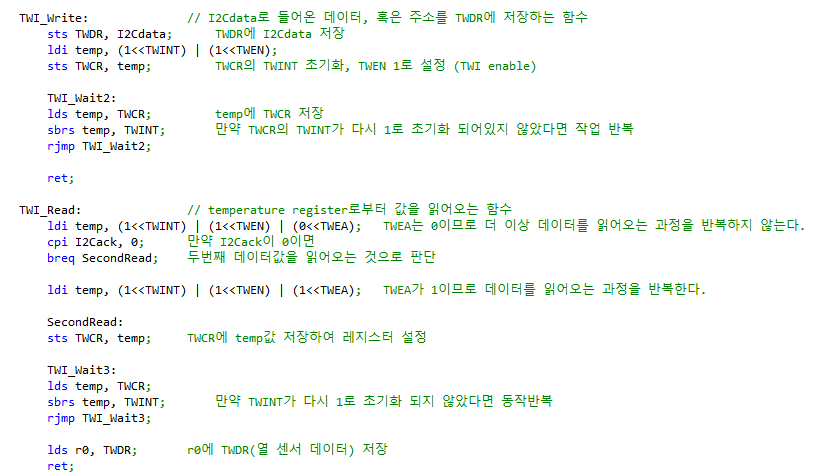 TWI_Write: // I2Cdata로 들어온 데이터, 혹은 주소를 TWDR에 저장하는 함수
sts TWDR, I2Cdata; TWDR에 I2Cdata 저장
ldi temp, (1<<TWINT) | (1<<TWEN);
sts TWCR, temp; TWCR의 TWINT 초기화, TWEN 1로 설정 (TWI enable)
TWI_Wait2:
lds temp, TWCR; temp에 TWCR 저장
sbrs temp, TWINT; 만약 TWCR의 TWINT가 다시 1로 초기화 되어있지 않았다면 작업 반복
rjmp TWI_Wait2;
ret;
TWI_Read: // temperature register로부터 값을 읽어오는 함수
ldi temp, (1<<TWINT) | (1<<TWEN) | (0<<TWEA); TWEA는 0이므로 더 이상 데이터를 읽어오는 과정을 반복하지 않는다.
cpi I2Cack, 0; 만약 I2Cack이 0이면
breq SecondRead; 두번째 데이터값을 읽어오는 것으로 판단
ldi temp, (1<<TWINT) | (1<<TWEN) | (1<<TWEA); TWEA가 1이므로 데이터를 읽어오는 과정을 반복한다.
SecondRead:
sts TWCR, temp; TWCR에 temp값 저장하여 레지스터 설정
TWI_Wait3:
lds temp, TWCR;
sbrs temp, TWINT; 만약 TWINT가 다시 1로 초기화 되지 않았다면 동작반복
rjmp TWI_Wait3;
lds r0, TWDR; r0에 TWDR(열 센서 데이터) 저장
ret;